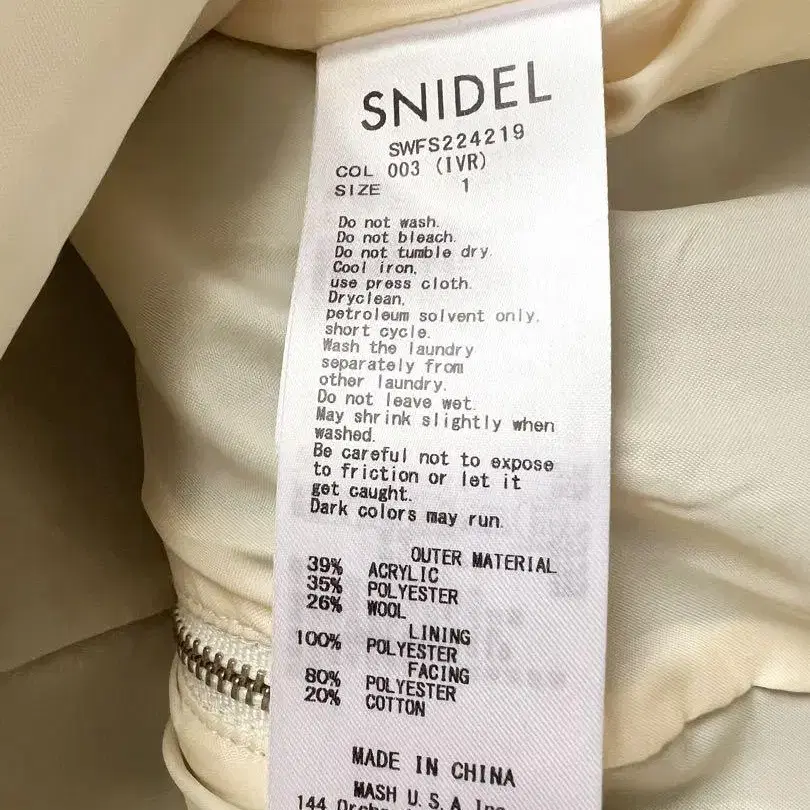 SNIDEL
SWFS224219
COL 003 (IVR)
SIZE 1
Do not wash.
Do not bleach.
Do not tumble dry.
Cool iron,
use press cloth.
Dryclean,
petroleum solvent only,
short cycle.
Wash the laundry
separately from
other laundry.
Do not leave wet.
May shrink slightly when
washed.
Be careful not to expose
to friction or let it
get caught.
Dark colors may run.
OUTER MATERIAL
39% ACRYLIC
35% POLYESTER
26% WOOL
LINING
100% POLYESTER
FACING
80% POLYESTER
20% COTTON
MADE IN CHINA
MASH U.S.A Inc
144